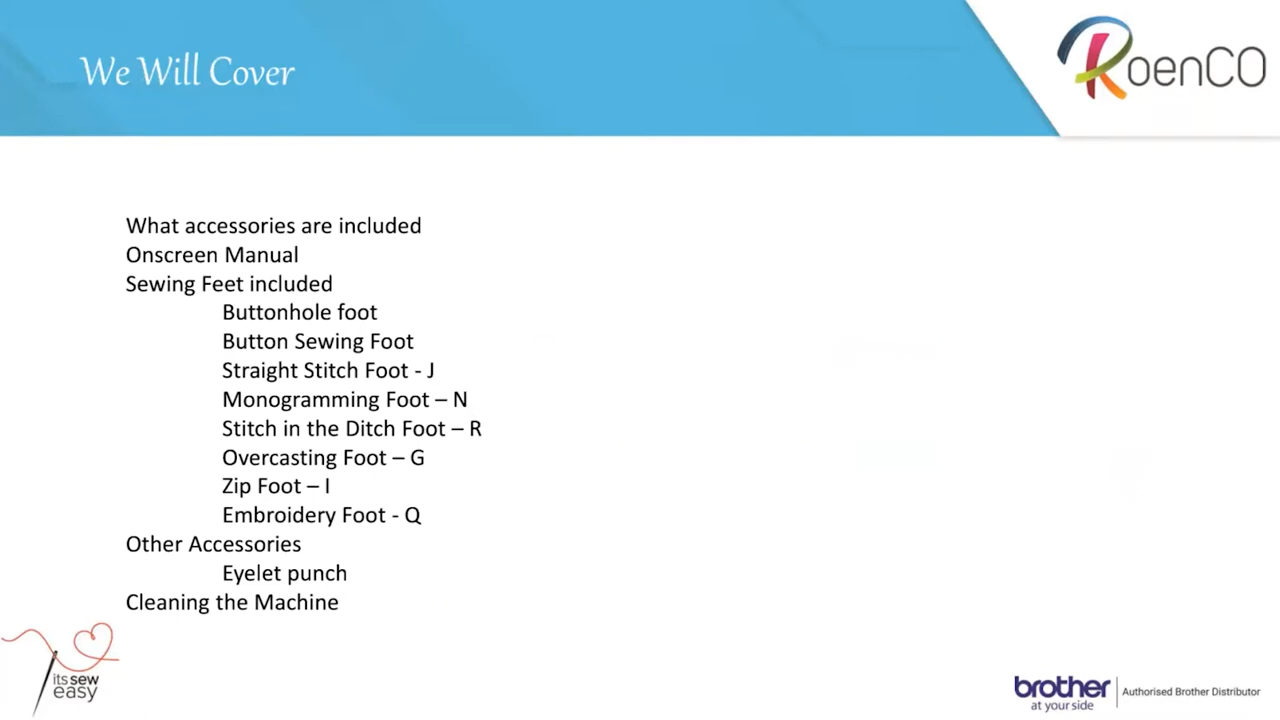 We Will Cover
RoenCO
What accessories are included
Onscreen Manual
Sewing Feet included
Buttonhole foot
Button Sewing Foot
Straight Stitch Foot - J
Monogramming Foot – N
Stitch in the Ditch Foot – R
Overcasting Foot – G
Zip Foot – I
Embroidery Foot - Q
Other Accessories
Eyelet punch
Cleaning the Machine
its sew
easy
brother
at your side
Authorised Brother Distributor